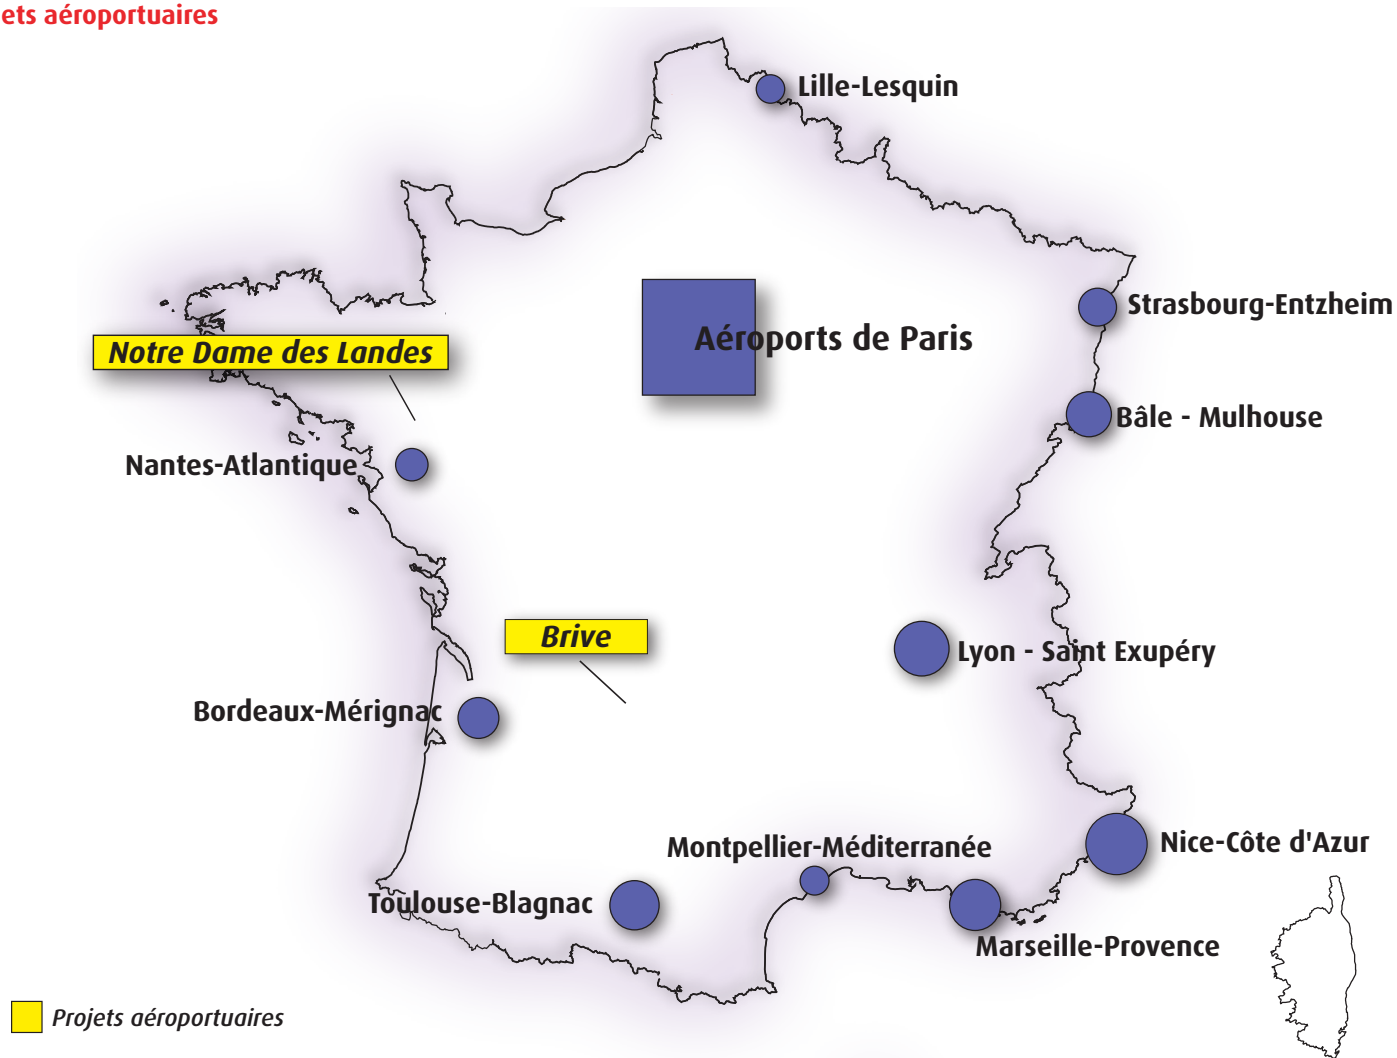 ets aéroportuaires
Lille-Lesquin
Strasbourg-Entzheim
Aéroports de Paris
Notre Dame des Landes
Bâle - Mulhouse
Nantes-Atlantique
Brive
Lyon - Saint Exupéry
Bordeaux-Mérignac
Nice-Côte d'Azur
Montpellier-Méditerranée
Toulouse-Blagnac
Marseille-Provence
Projets aéroportuaires